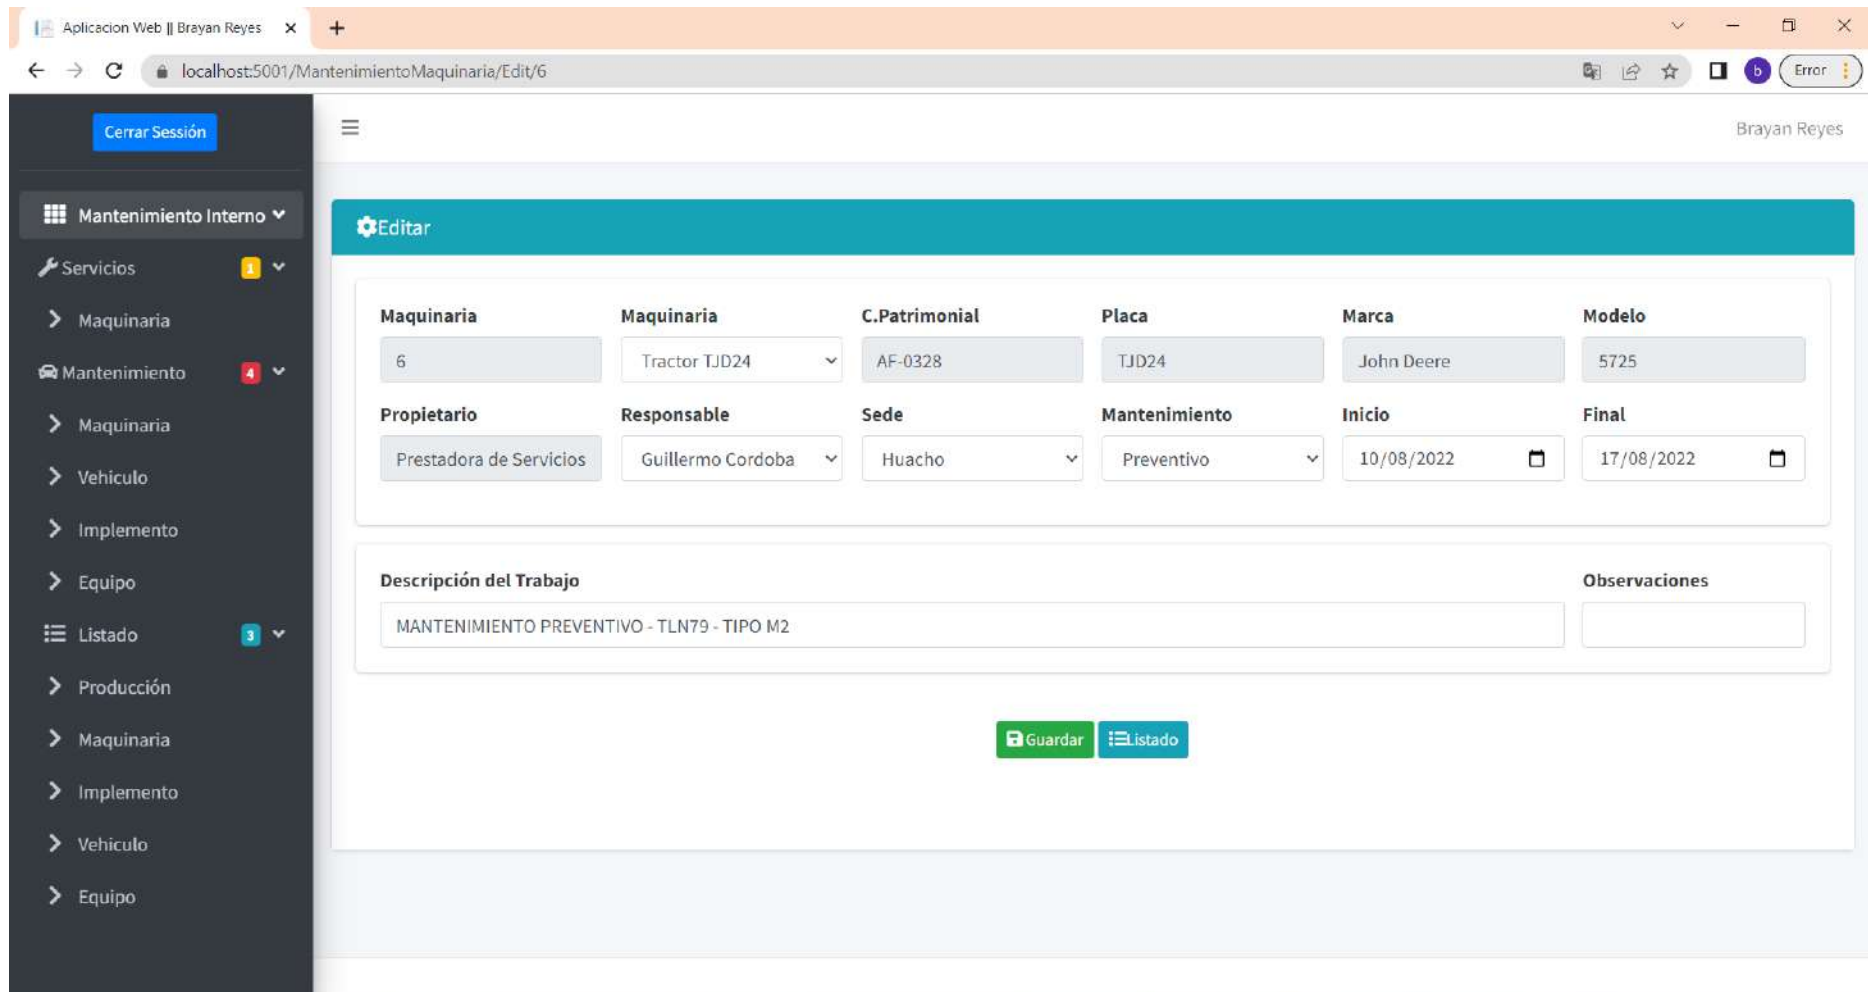 Aplicacion Web || Brayan Reyes
localhost:5001/MantenimientoMaquinaria/Edit/6
b
Error
Cerrar Sessión
Brayan Reyes
Mantenimiento Interno
Servicios 1
Maquinaria
Mantenimiento 4
Maquinaria
Vehiculo
Implemento
Equipo
Listado 3
Producción
Maquinaria
Implemento
Vehiculo
Equipo
Editar
Maquinaria Maquinaria C.Patrimonial Placa Marca Modelo
6 Tractor TJD24 AF-0328 TJD24 John Deere 5725
Propietario Responsable Sede Mantenimiento Inicio Final
Prestadora de Servicios Guillermo Cordoba Huacho Preventivo 10/08/2022 17/08/2022
Descripción del Trabajo Observaciones
MANTENIMIENTO PREVENTIVO - TLN79 - TIPO M2
Guardar Listado